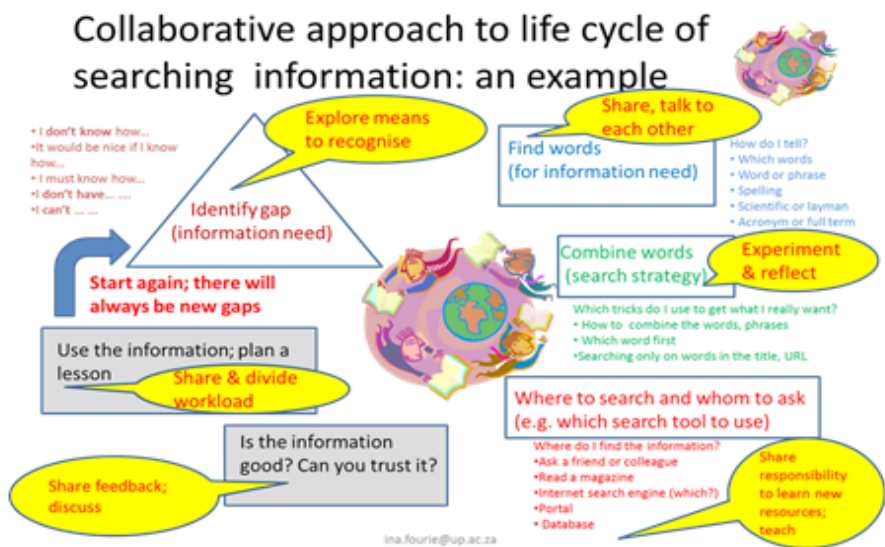 Collaborative approach to life cycle of
searching information: an example
• I don't know how...
•It would be nice if I know
how...
• I must know how...
•I don't have... ....
•I can't ... ...
Explore means
to recognise
Identify gap
(information need)
Share, talk to
each other
Find words
(for information need)
How do I tell?
• Which words
• Word or phrase
• Spelling
• Scientific or layman
• Acronym or full term
Combine words
(search strategy)
Experiment
& reflect
Which tricks do I use to get what I really want?
• How to combine the words, phrases
• Which word first
•Searching only on words in the title, URL
Where to search and whom to ask
(e.g. which search tool to use)
Where do I find the information?
•Ask a friend or colleague
•Read a magazine
•Internet search engine (which?)
•Portal
• Database
Share
responsibility
to learn new
resources;
teach
Is the information
good? Can you trust it?
Share feedback;
discuss
Use the information; plan a
lesson
Share & divide
workload
Start again; there will
always be new gaps
ina.fourie@up.ac.za